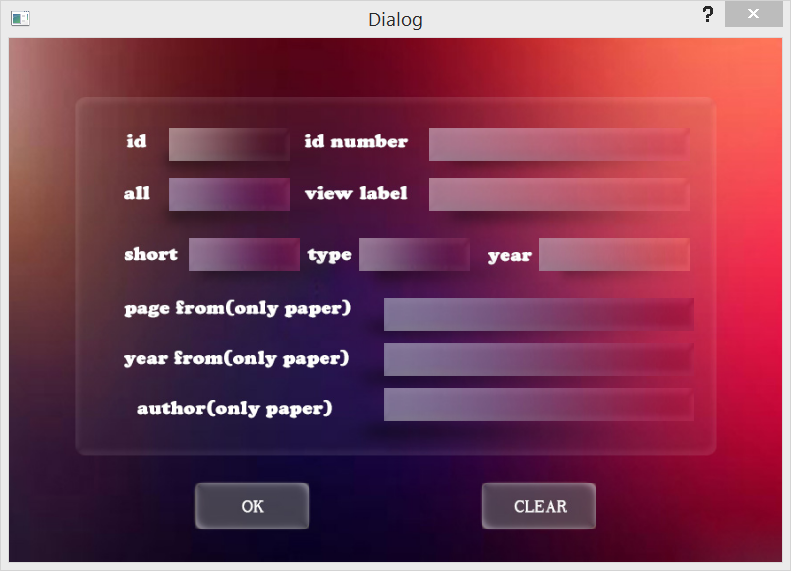 Dialog
id id number
all view label
short type year
page from(only paper)
year from(only paper)
author(only paper)
OK CLEAR